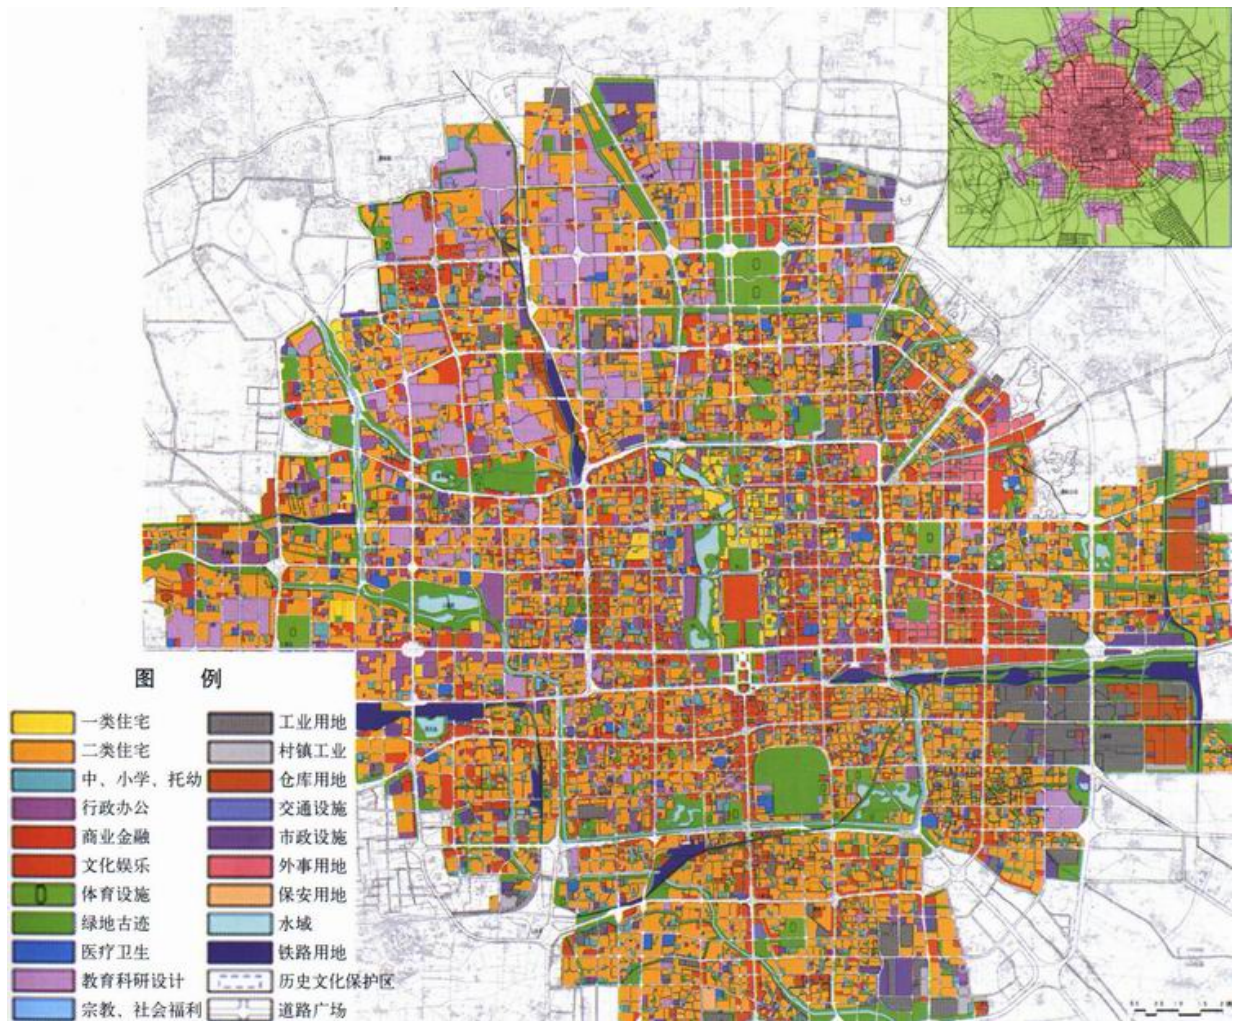 图 例
一类住宅
二类住宅
中、小学、托幼
行政办公
商业金融
文化娱乐
体育设施
绿地古迹
医疗卫生
教育科研设计
宗教、社会福利
工业用地
村镇工业
仓库用地
交通设施
市政设施
外事用地
保安用地
水域
铁路用地
历史文化保护区
道路广场